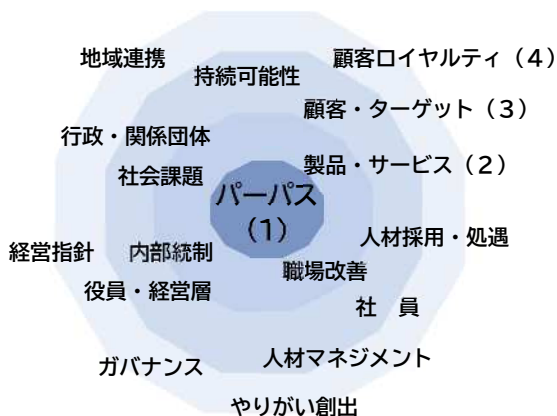 地域連携
顧客ロイヤルティ（４）
持続可能性
顧客・ターゲット（３）
行政・関係団体
製品・サービス（２）
社会課題
パーパス
（１）
人材採用・処遇
経営指針
内部統制
職場改善
役員・経営層
社　員
人材マネジメント
ガバナンス
やりがい創出